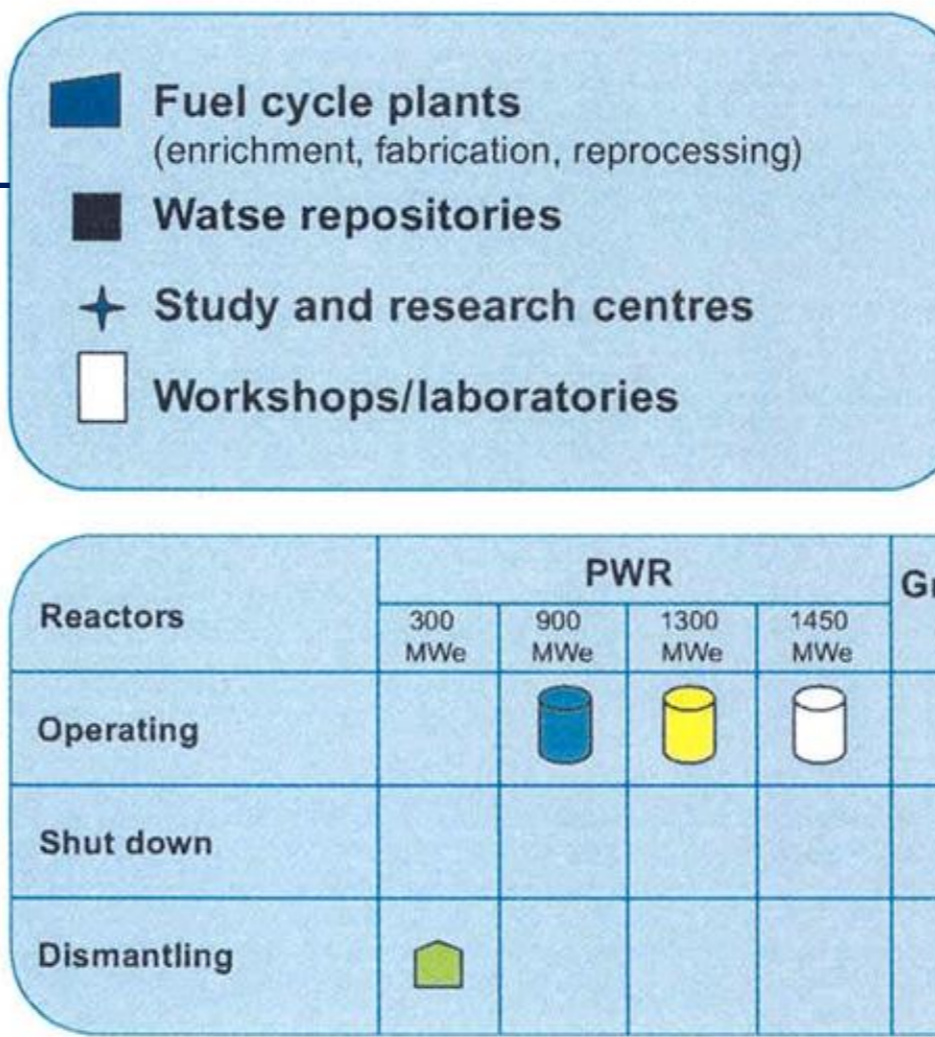 Fuel cycle plants
(enrichment, fabrication, reprocessing)
Watse repositories
Study and research centres
Workshops/laboratories
Reactors
PWR
Gr
300 MWe
900 MWe
1300 MWe
1450 MWe
Operating
Shut down
Dismantling